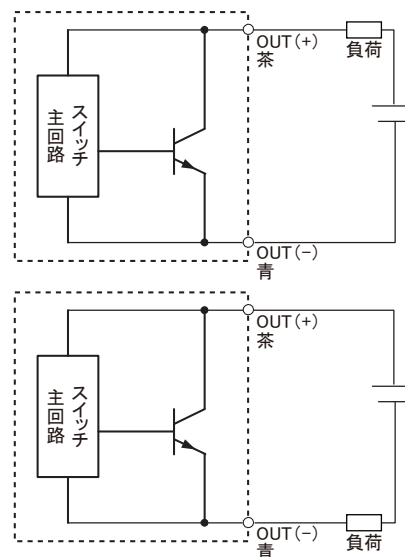 OUT(+)
茶
負荷
スイッチ
主回路
OUT(−)
青
OUT(+)
茶
スイッチ
主回路
OUT(−)
青
負荷